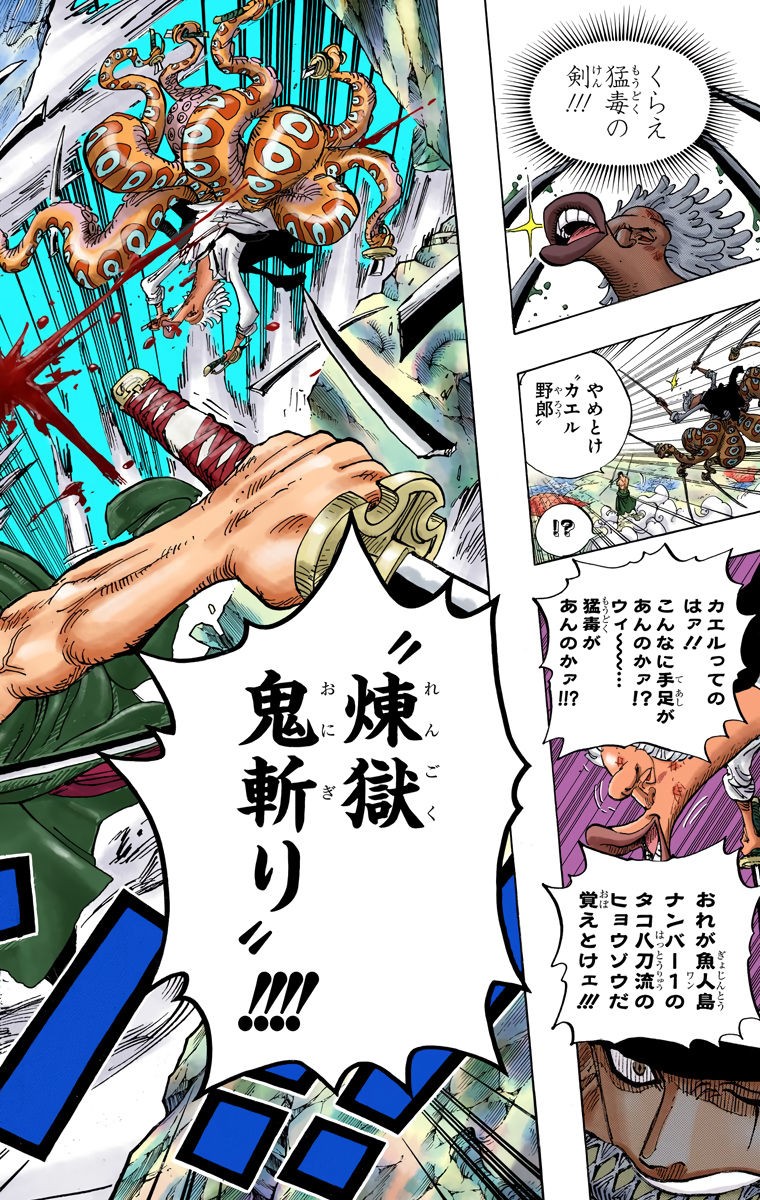 くらえ
猛毒の
剣!!!
やめとけ
“カエル
野郎”
!?
カエルっての
はァ!!
こんなに手足が
あんのかァ!?
ウィ〜〜〜…
猛毒が
あんのかァ!!?
おれが魚人島
ナンバー1の
タコ八刀流の
ヒョウゾウだ
覚えとけェ!!!
“煉獄
鬼斬り”
!!!!